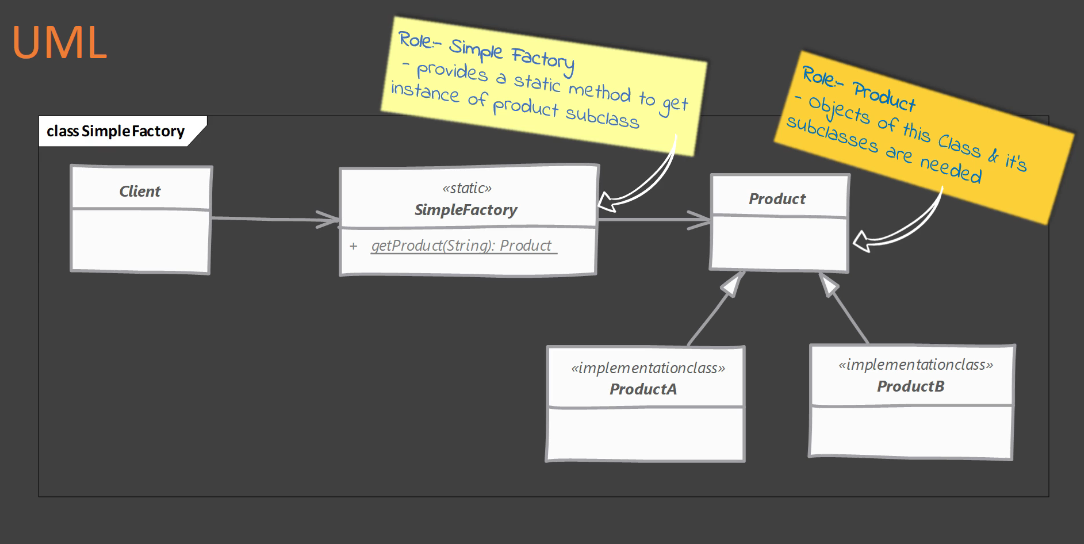 UML
Role:- Simple Factory
- provides a static method to get
instance of product subclass
Role:- Product
- Objects of this Class & it's
subclasses are needed
class SimpleFactory
Client
«static»
SimpleFactory
+ getProduct(String): Product
Product
«implementationclass»
ProductA
«implementationclass»
ProductB